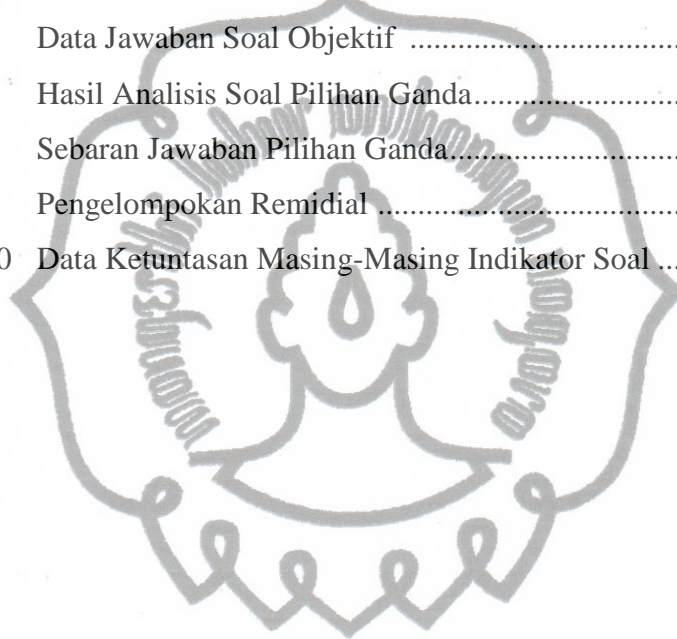 Data Jawaban Soal Objektif ...............................
Hasil Analisis Soal Pilihan Ganda.......................
Sebaran Jawaban Pilihan Ganda..........................
Pengelompokan Remidial ...................................
0 Data Ketuntasan Masing-Masing Indikator Soal ...